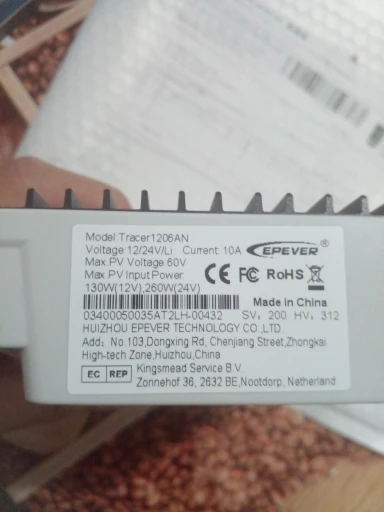 Model:Tracer1206AN
Voltage:12/24V/Li Current:10A
EPEVER®
Max.PV Voltage:60V
Max.PV Input Power:
130W(12V),260W(24V)
CE FC RoHS
Made in China
03400050035AT2LH-00432 SV: 200 HV: 312
HUIZHOU EPEVER TECHNOLOGY CO.,LTD.
Add: No.103,Dongxing Rd, Chenjiang Street,Zhongkai
High-tech Zone,Huizhou,China
EC REP Kingsmead Service B.V.
Zonnehof 36, 2632 BE,Nootdorp, Netherland